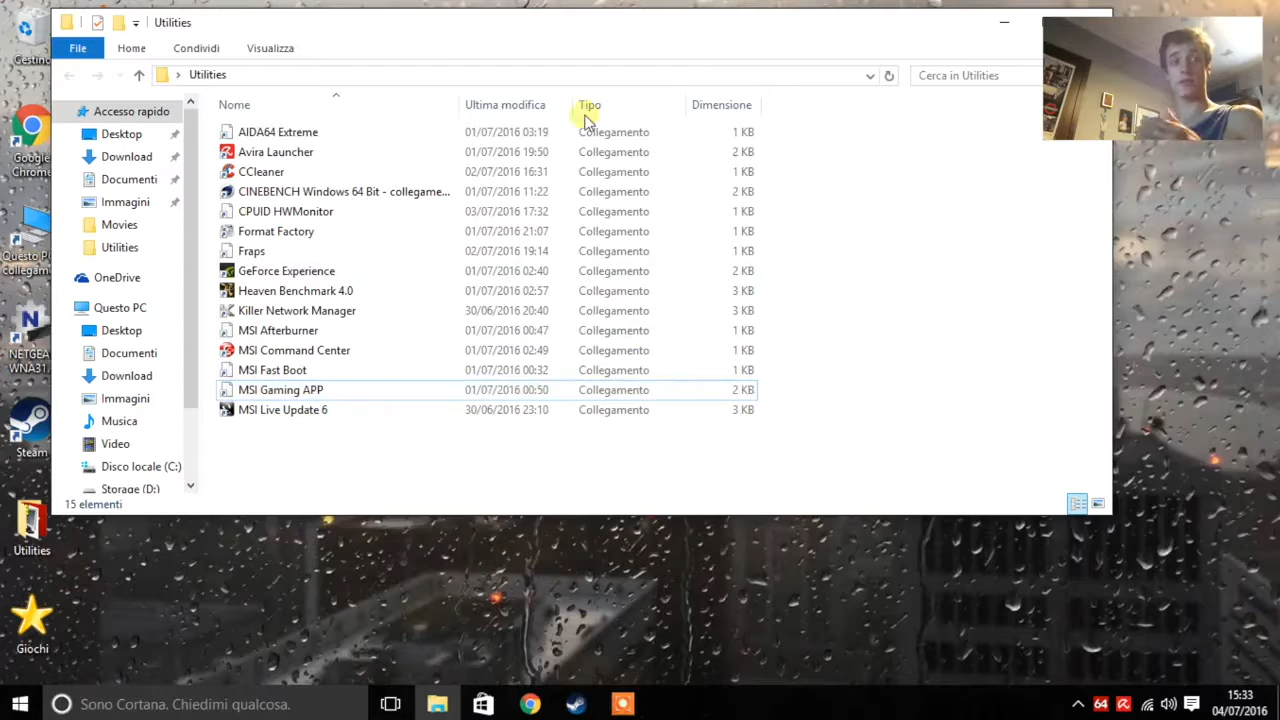 Utilities
File Home Condividi Visualizza
Utilities Cerca in Utilities
Nome Ultima modifica Tipo Dimensione
AIDA64 Extreme 01/07/2016 03:19 Collegamento 1 KB
Avira Launcher 01/07/2016 19:50 Collegamento 2 KB
CCleaner 02/07/2016 16:31 Collegamento 1 KB
CINEBENCH Windows 64 Bit - collegame... 01/07/2016 11:22 Collegamento 2 KB
CPUID HWMonitor 03/07/2016 17:32 Collegamento 1 KB
Format Factory 01/07/2016 21:07 Collegamento 1 KB
Fraps 02/07/2016 19:14 Collegamento 1 KB
GeForce Experience 01/07/2016 02:40 Collegamento 2 KB
Heaven Benchmark 4.0 01/07/2016 02:57 Collegamento 3 KB
Killer Network Manager 30/06/2016 20:40 Collegamento 3 KB
MSI Afterburner 01/07/2016 00:47 Collegamento 1 KB
MSI Command Center 01/07/2016 02:49 Collegamento 1 KB
MSI Fast Boot 01/07/2016 00:32 Collegamento 1 KB
MSI Gaming APP 01/07/2016 00:50 Collegamento 2 KB
MSI Live Update 6 30/06/2016 23:10 Collegamento 3 KB
Accesso rapido
Desktop
Download
Documenti
Immagini
Movies
Utilities
OneDrive
Questo PC
Desktop
Documenti
Download
Immagini
Musica
Video
Disco locale (C:)
Storage (D:)
15 elementi
Cestino
Google
Chrome
Questo PC
collegam
NETGEAR
WNA31
Steam
Utilities
Giochi
Sono Cortana. Chiedimi qualcosa.
64
15:33
04/07/2016